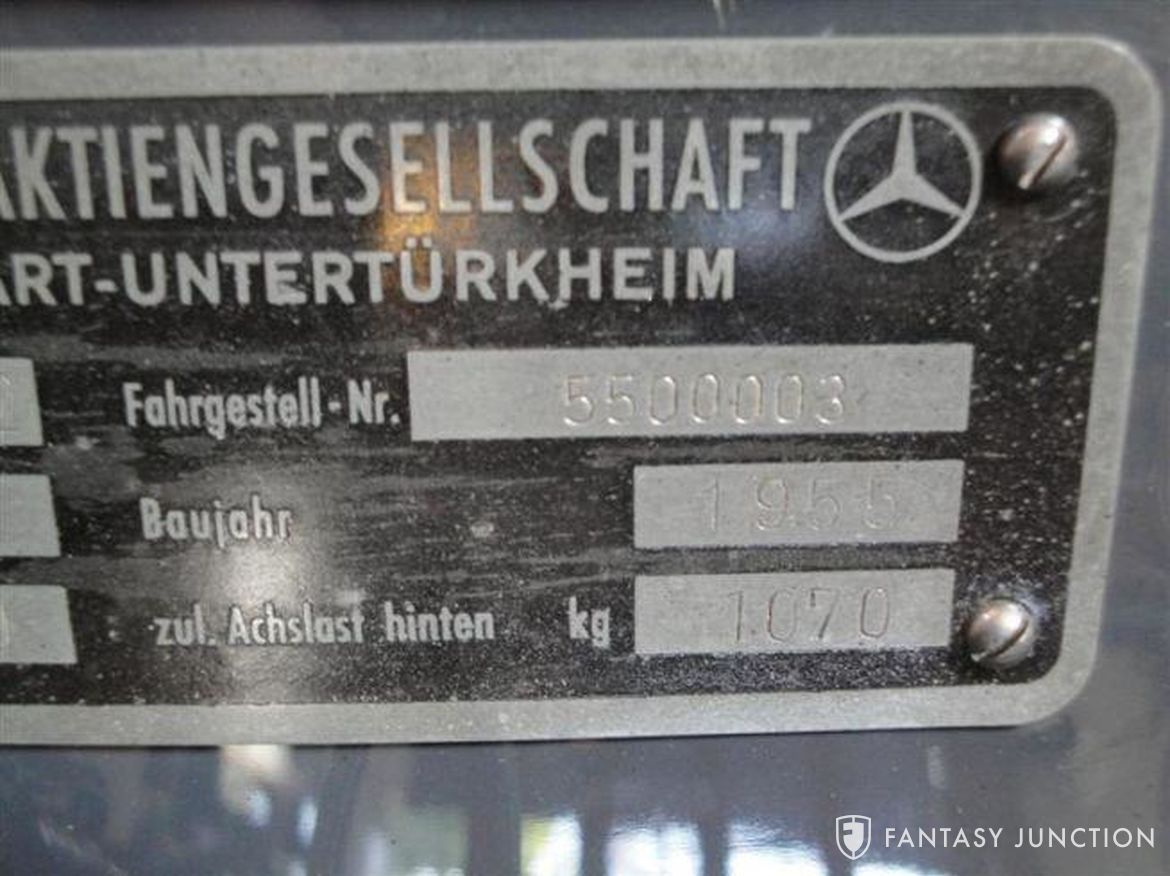 AKTIENGESELLSCHAFT
ART-UNTERTÜRKHEIM
Fahrgestell-Nr. 5500003
Baujahr 1955
zul. Achslast hinten kg 1070
FANTASY JUNCTION